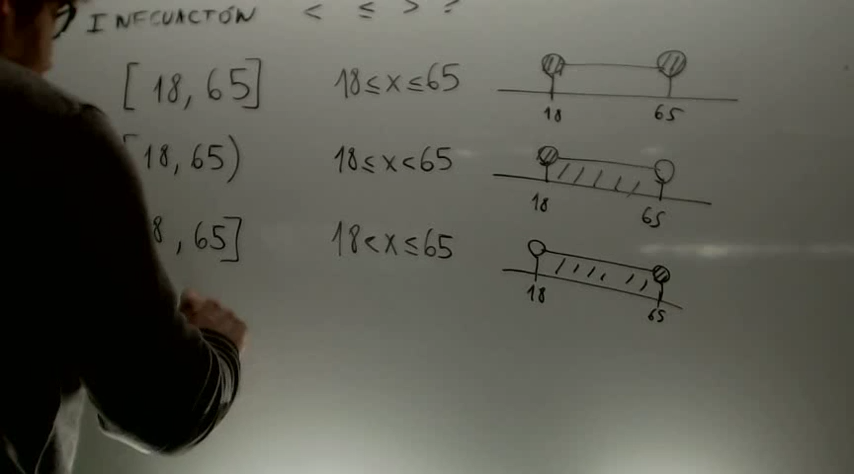 INECUACIÓN < ≤ > ≥
[18, 65] 18≤x≤65 18 65
[18, 65) 18≤x<65 18 65
8, 65] 18<x≤65 18 65